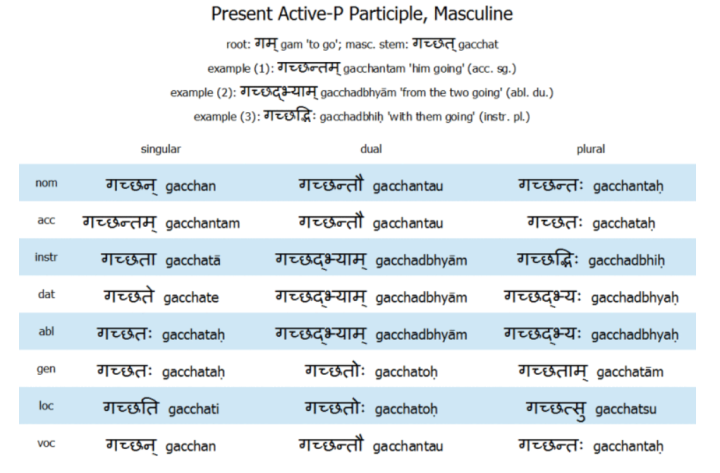 Present Active-P Participle, Masculine
root: गम् gam 'to go'; masc. stem: गच्छत् gacchat
example (1): गच्छन्तम् gacchantam 'him going' (acc. sg.)
example (2): गच्छद्भ्याम् gacchadbhyām 'from the two going' (abl. du.)
example (3): गच्छद्भिः gacchadbhiḥ 'with them going' (instr. pl.)
singular dual plural
nom गच्छन् gacchan गच्छन्तौ gacchantau गच्छन्तः gacchantaḥ
acc गच्छन्तम् gacchantam गच्छन्तौ gacchantau गच्छतः gacchataḥ
instr गच्छता gacchatā गच्छद्भ्याम् gacchadbhyām गच्छद्भिः gacchadbhiḥ
dat गच्छते gacchate गच्छद्भ्याम् gacchadbhyām गच्छद्भ्यः gacchadbhyaḥ
abl गच्छतः gacchataḥ गच्छद्भ्याम् gacchadbhyām गच्छद्भ्यः gacchadbhyaḥ
gen गच्छतः gacchataḥ गच्छतोः gacchatoḥ गच्छताम् gacchatām
loc गच्छति gacchati गच्छतोः gacchatoḥ गच्छत्सु gacchatsu
voc गच्छन् gacchan गच्छन्तौ gacchantau गच्छन्तः gacchantaḥ